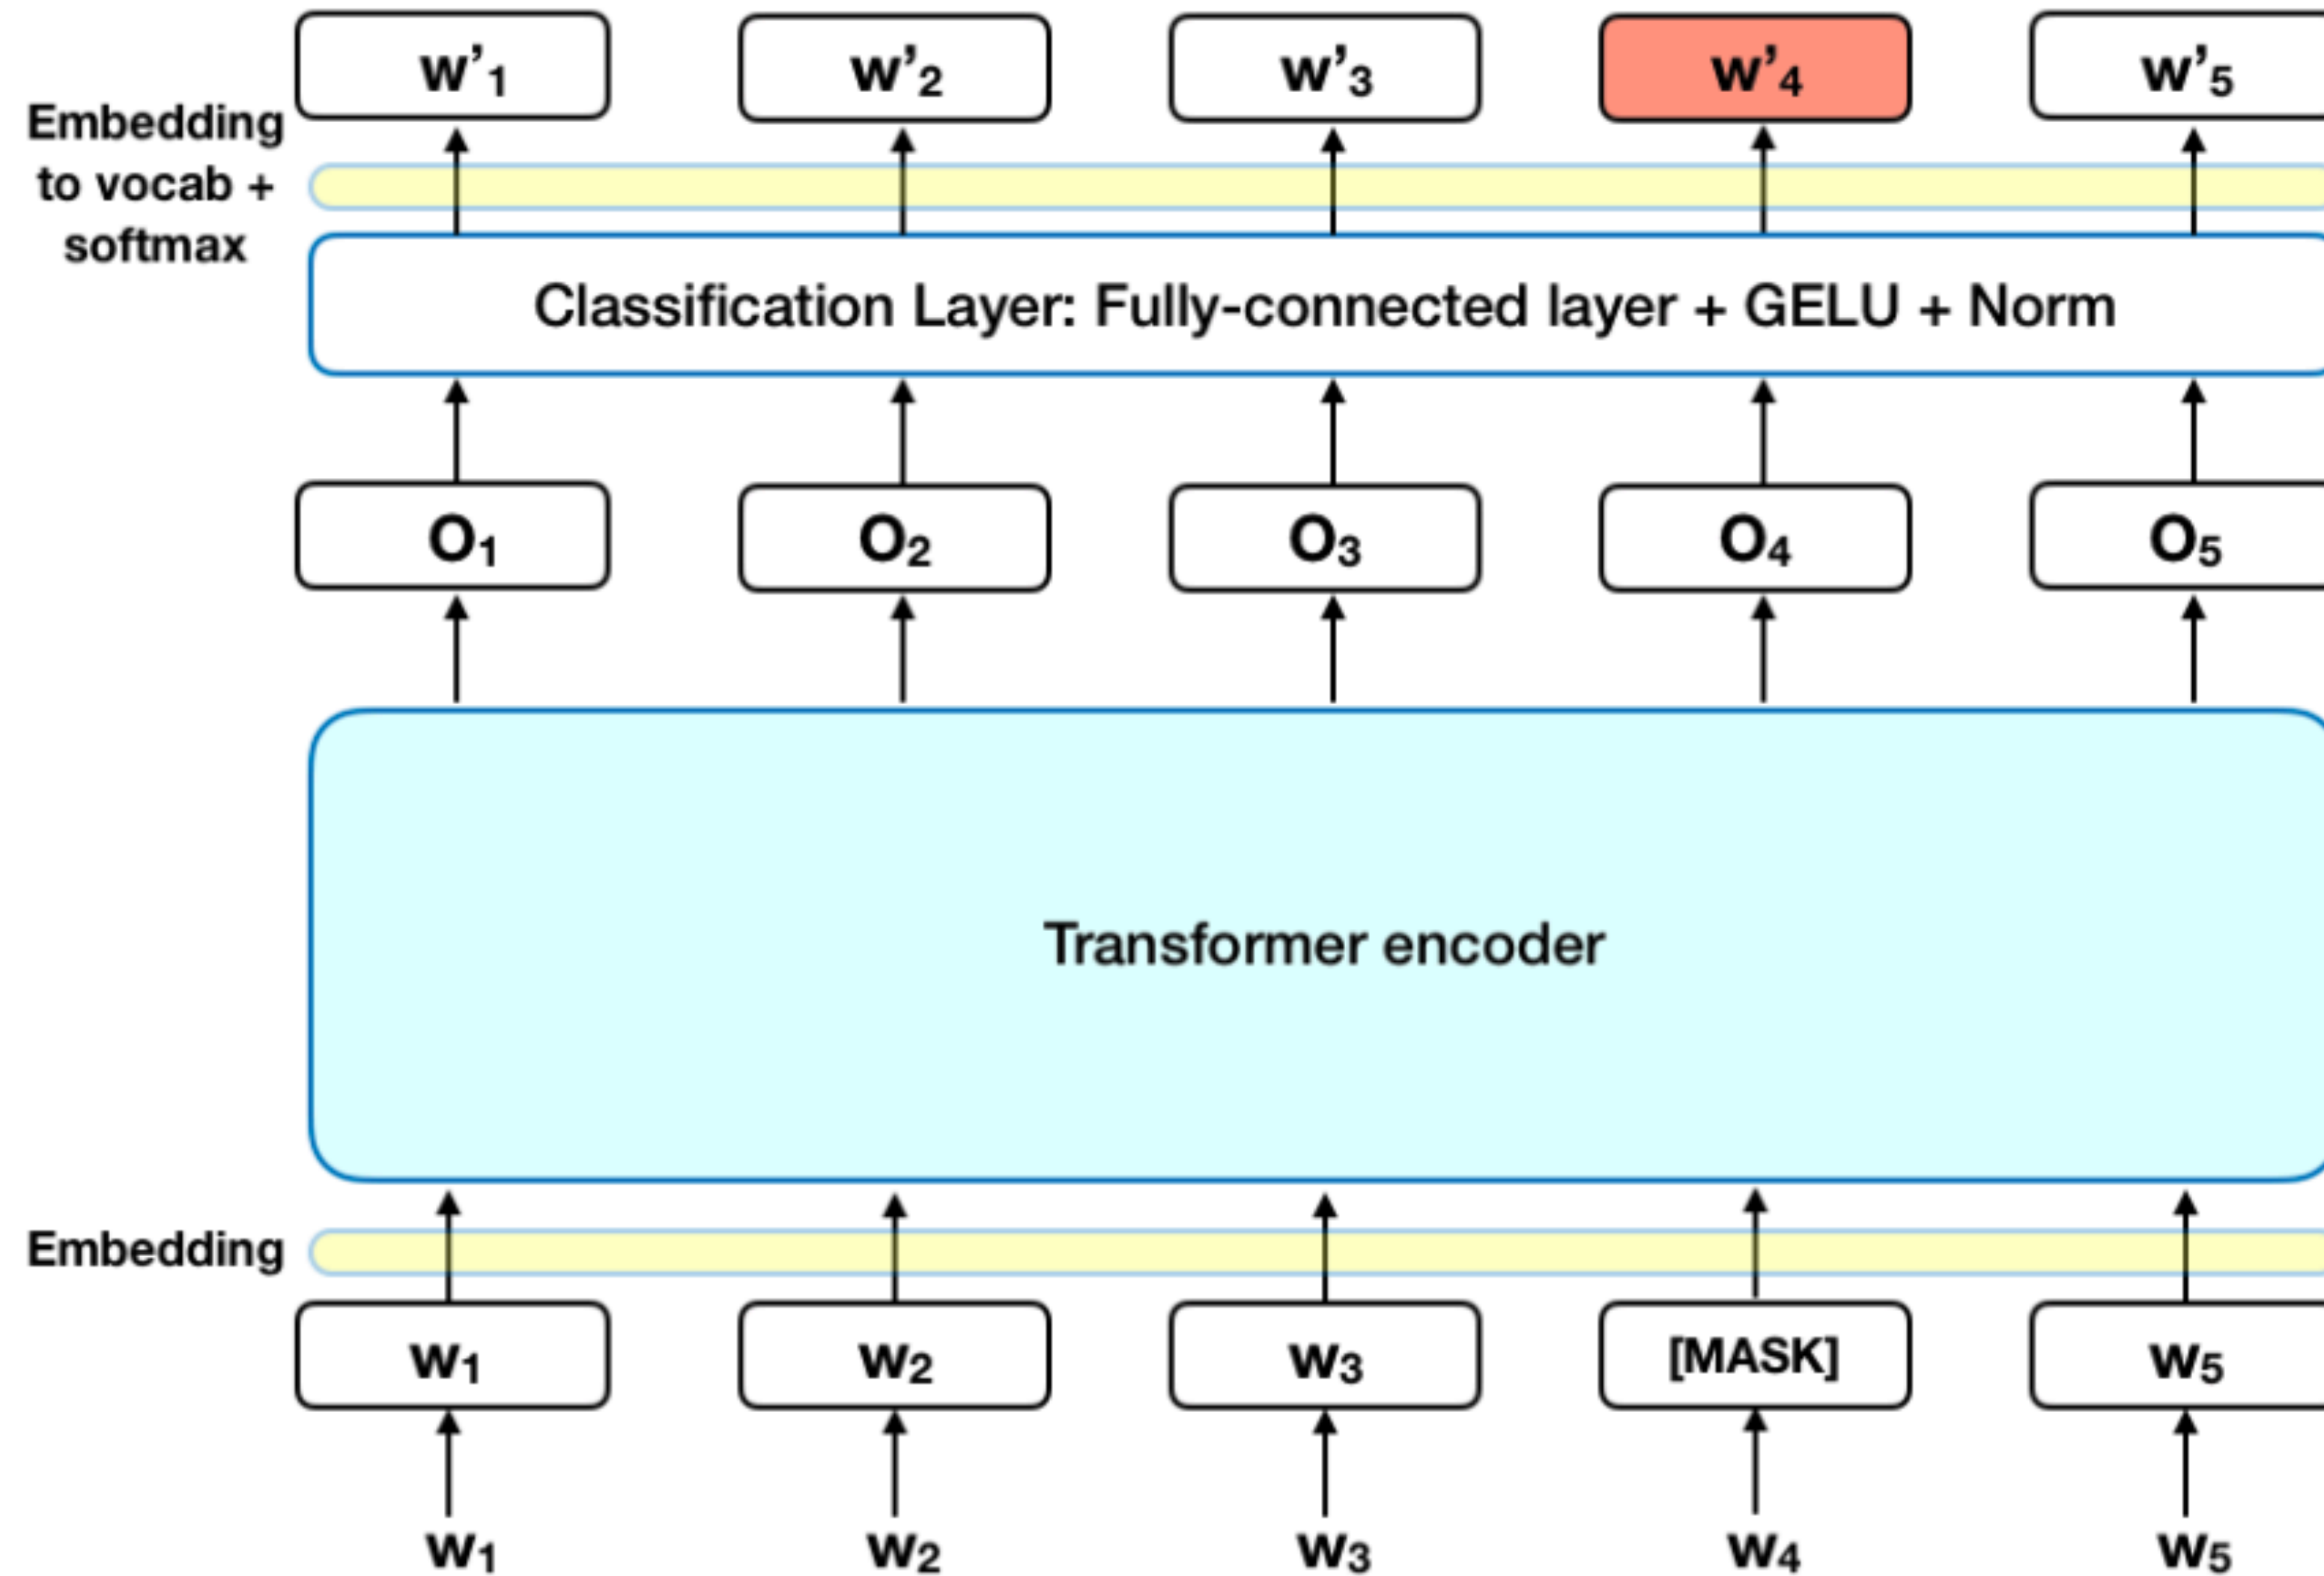 w’1 w’2 w’3 w’4 w’5
Embedding
to vocab +
softmax
Classification Layer: Fully-connected layer + GELU + Norm
O1 O2 O3 O4 O5
Transformer encoder
Embedding
w1 w2 w3 [MASK] w5
w1 w2 w3 w4 w5